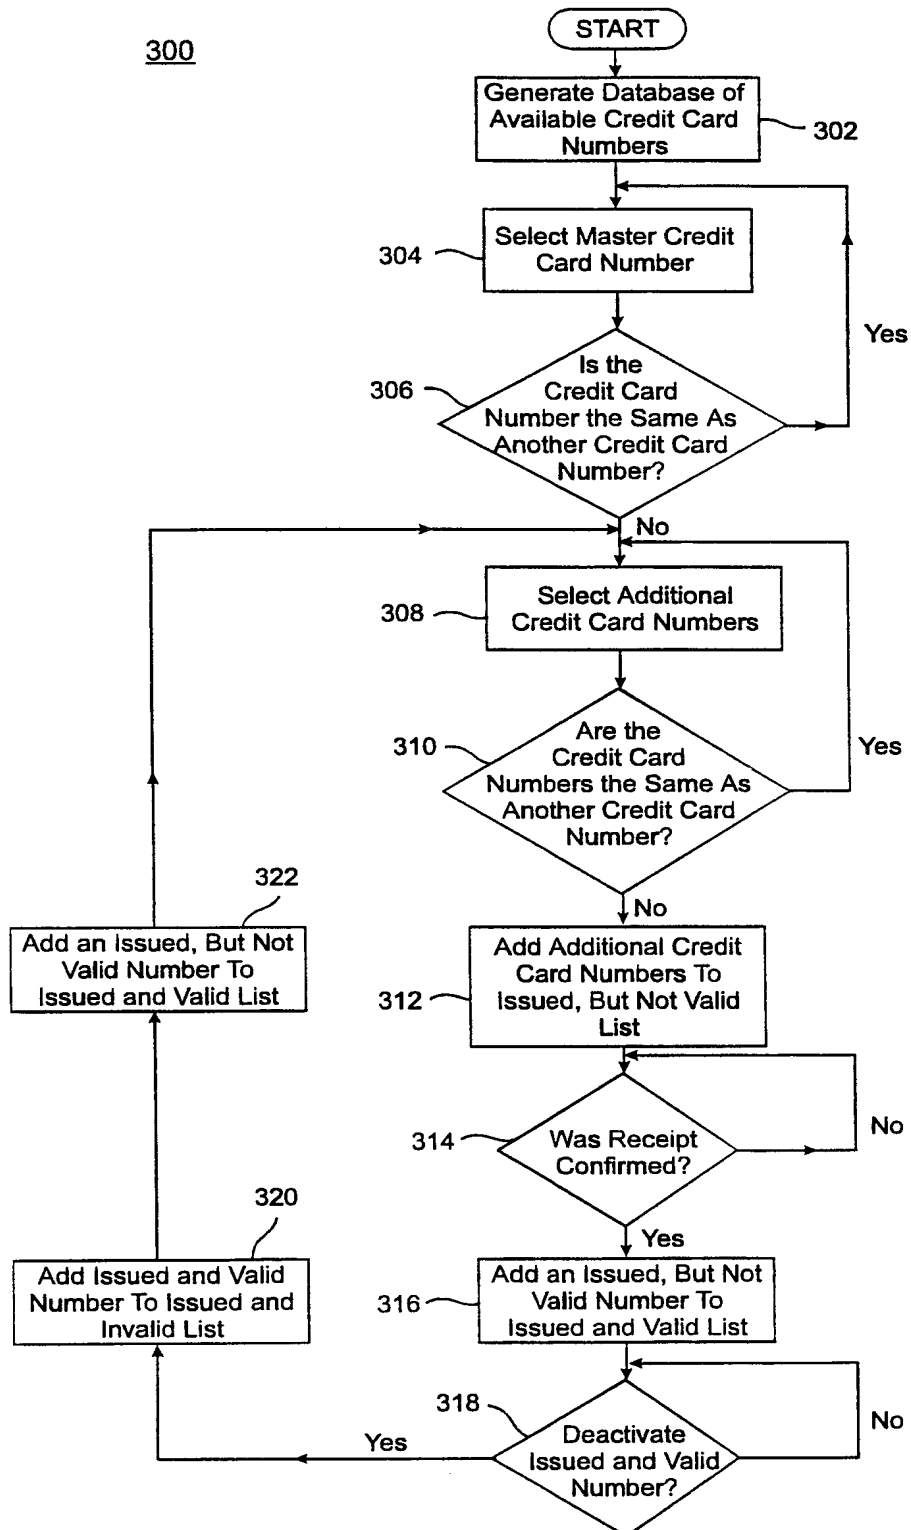 300
START
Generate Database of
Available Credit Card
Numbers
302
Select Master Credit
Card Number
304
Yes
Is the
Credit Card
Number the Same As
Another Credit Card
Number?
306
No
Select Additional
Credit Card Numbers
308
Are the
Credit Card
Numbers the Same As
Another Credit Card
Number?
310
Yes
No
322
Add an Issued, But Not
Valid Number To
Issued and Valid List
Add Additional Credit
Card Numbers To
Issued, But Not Valid
List
312
Was Receipt
Confirmed?
314
No
Yes
320
Add Issued and Valid
Number To Issued and
Invalid List
Add an Issued, But Not
Valid Number To
Issued and Valid List
316
318
Deactivate
Issued and Valid
Number?
No
Yes